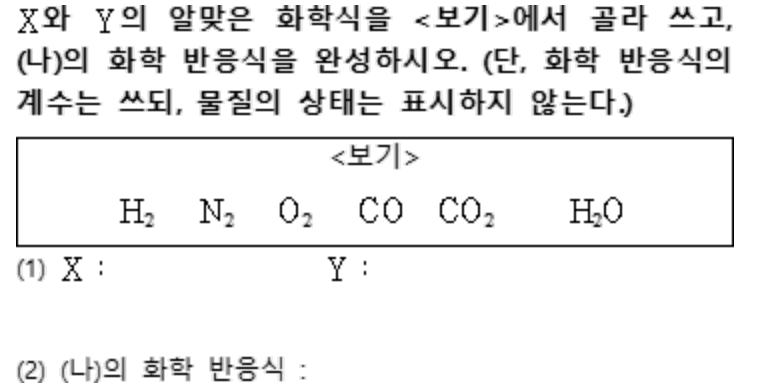 X와 Y의 알맞은 화학식을 <보기>에서 골라 쓰고,
(나)의 화학 반응식을 완성하시오. (단, 화학 반응식의
계수는 쓰되, 물질의 상태는 표시하지 않는다.)
<보기>
H₂ N₂ O₂ CO CO₂ H₂O
(1) X : Y :
(2) (나)의 화학 반응식 :